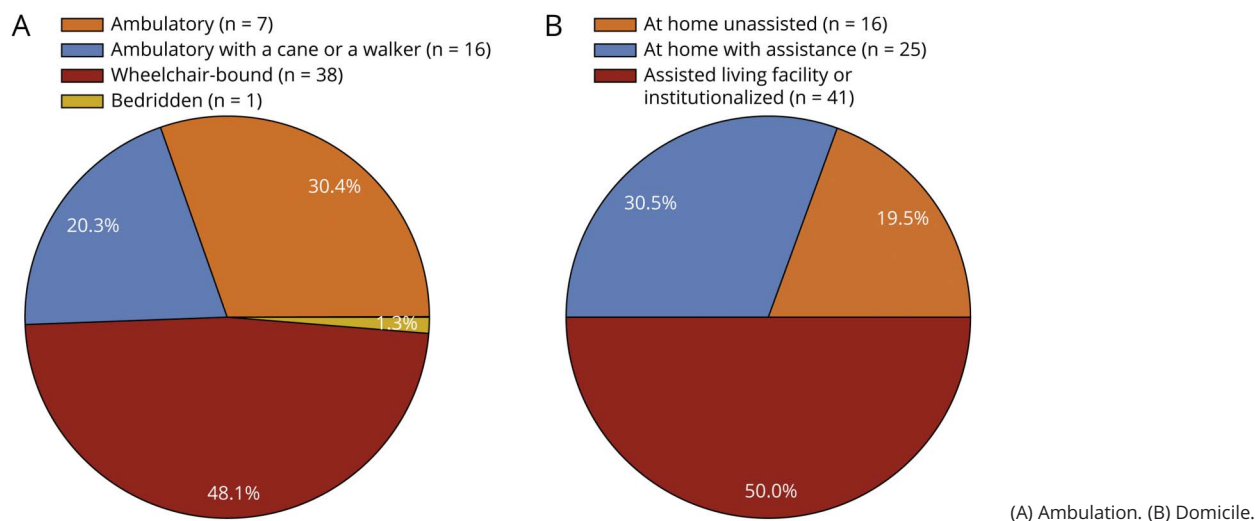 A
Ambulatory (n = 7)
Ambulatory with a cane or a walker (n = 16)
Wheelchair-bound (n = 38)
Bedridden (n = 1)
30.4%
20.3%
1.3%
48.1%
B
At home unassisted (n = 16)
At home with assistance (n = 25)
Assisted living facility or
institutionalized (n = 41)
30.5%
19.5%
50.0%
(A) Ambulation. (B) Domicile.